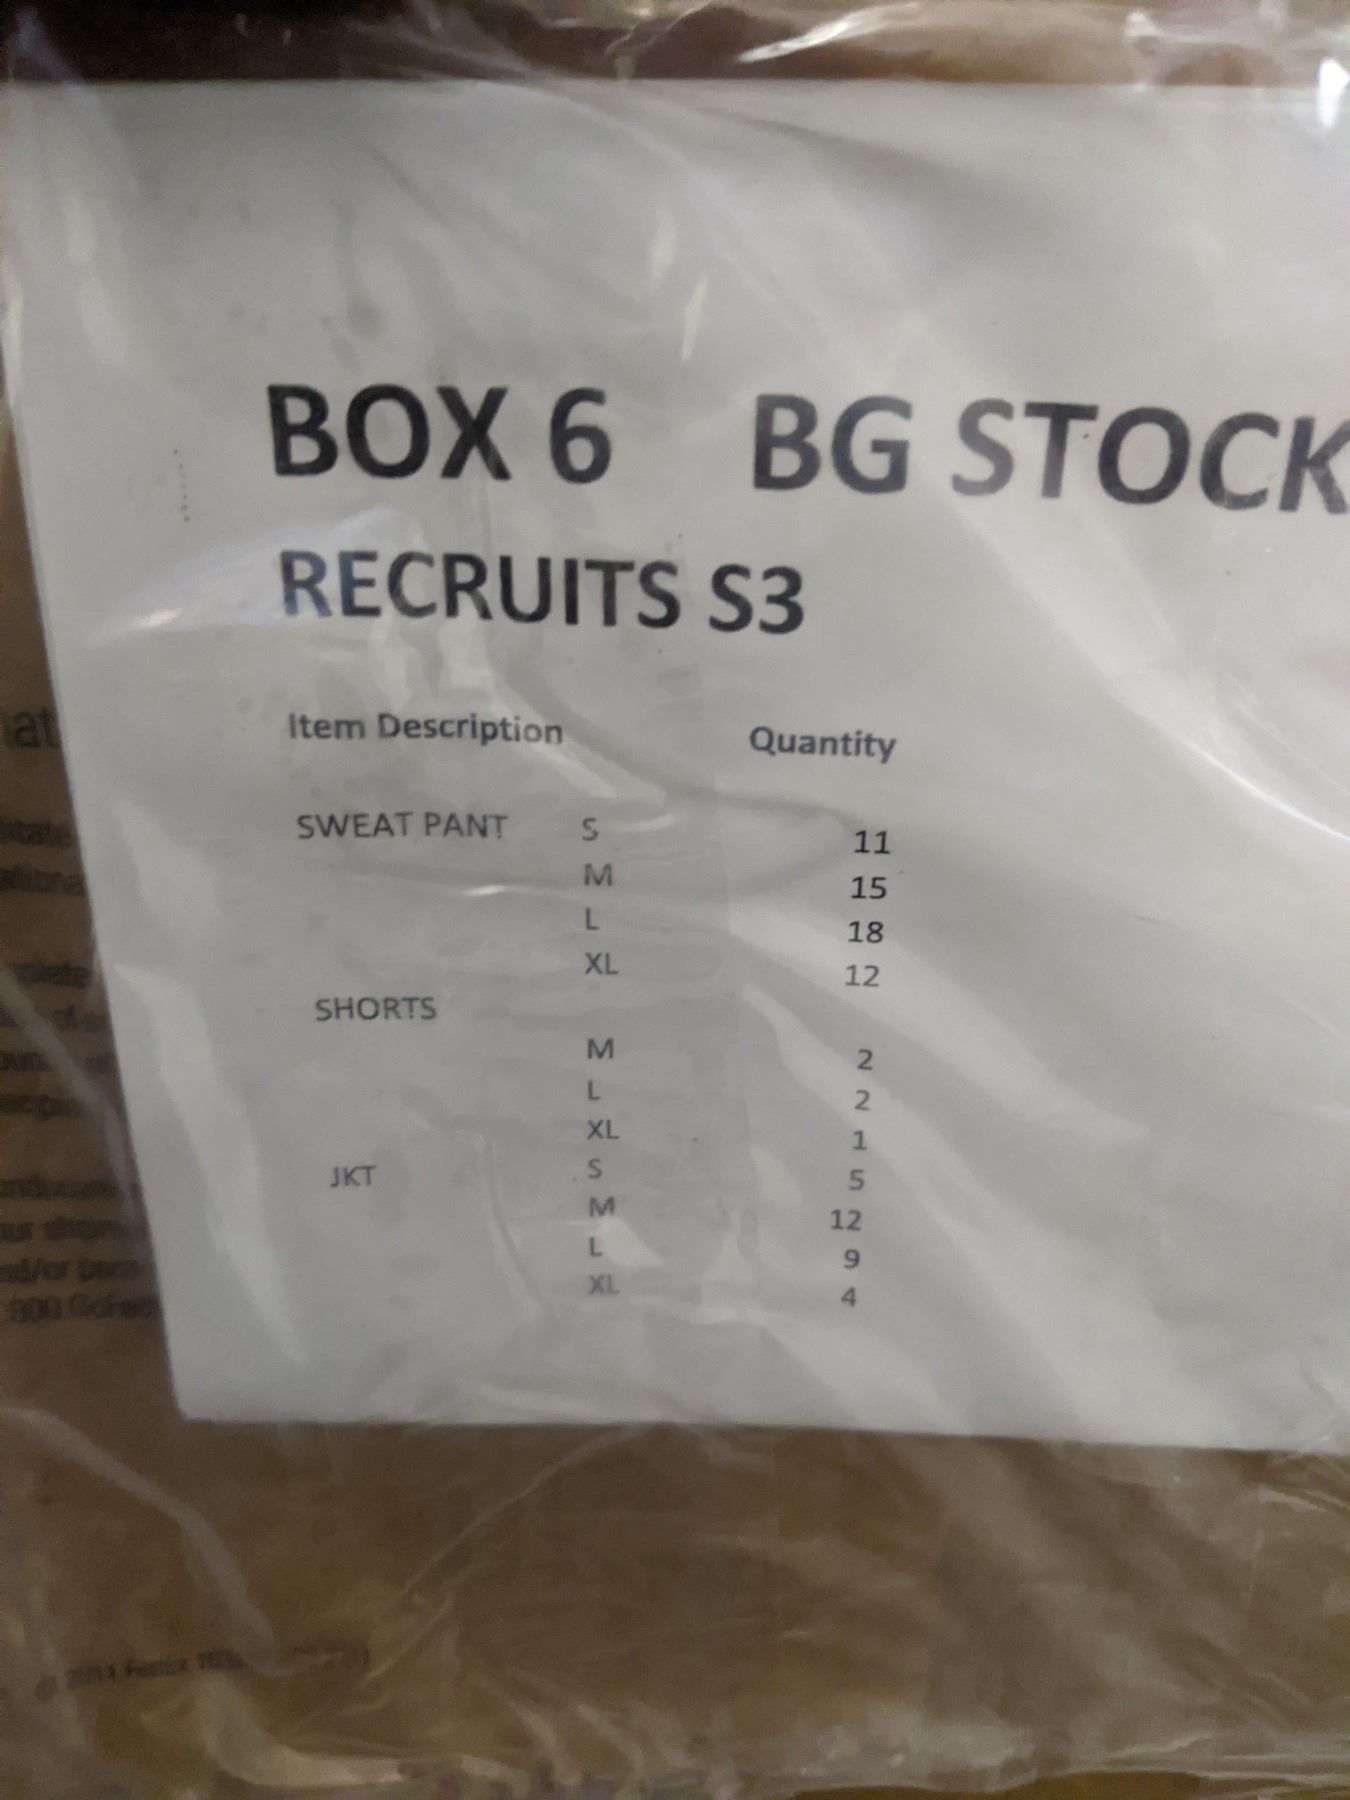 BOX 6 BG STOCK
RECRUITS S3
Item Description Quantity
SWEAT PANT S 11
M 15
L 18
XL 12
SHORTS
M 2
L 2
XL 1
JKT S 5
M 12
L 9
XL 4